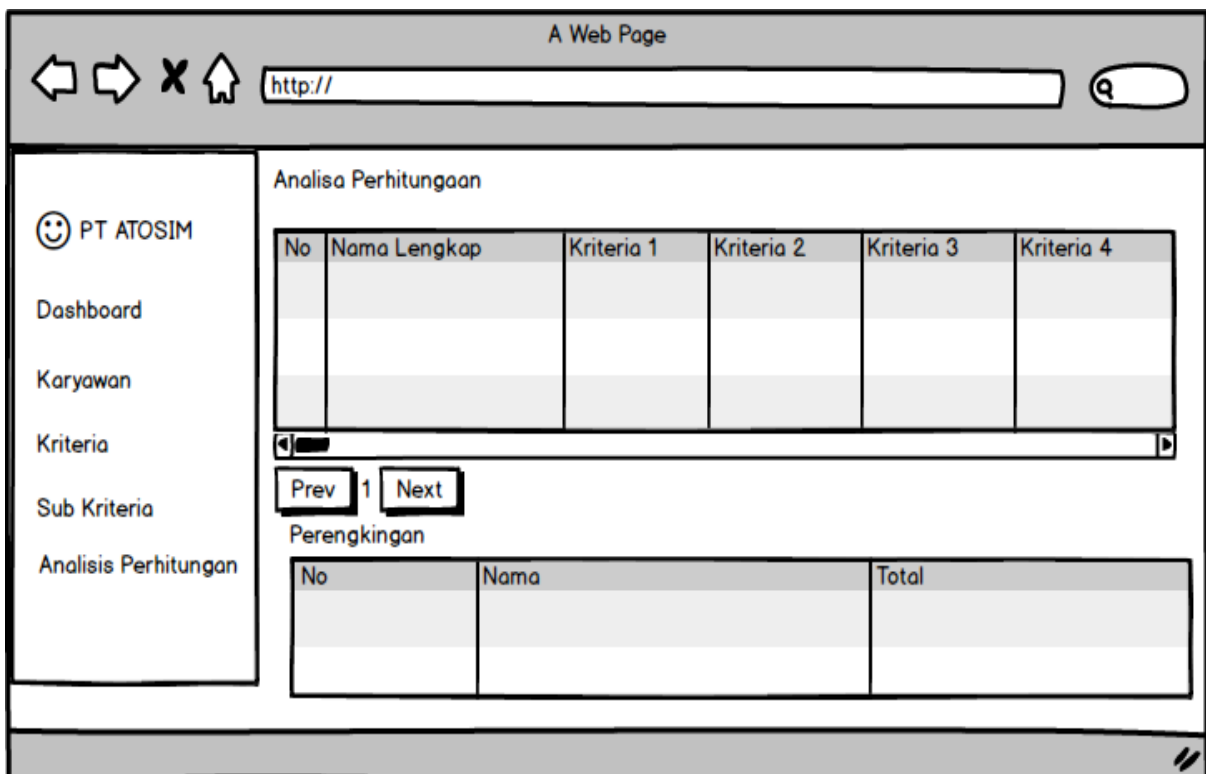 A Web Page
http://
PT ATOSIM
Dashboard
Karyawan
Kriteria
Sub Kriteria
Analisis Perhitungan
Analisa Perhitungaan
No Nama Lengkap Kriteria 1 Kriteria 2 Kriteria 3 Kriteria 4
Prev 1 Next
Perengkingan
No Nama Total